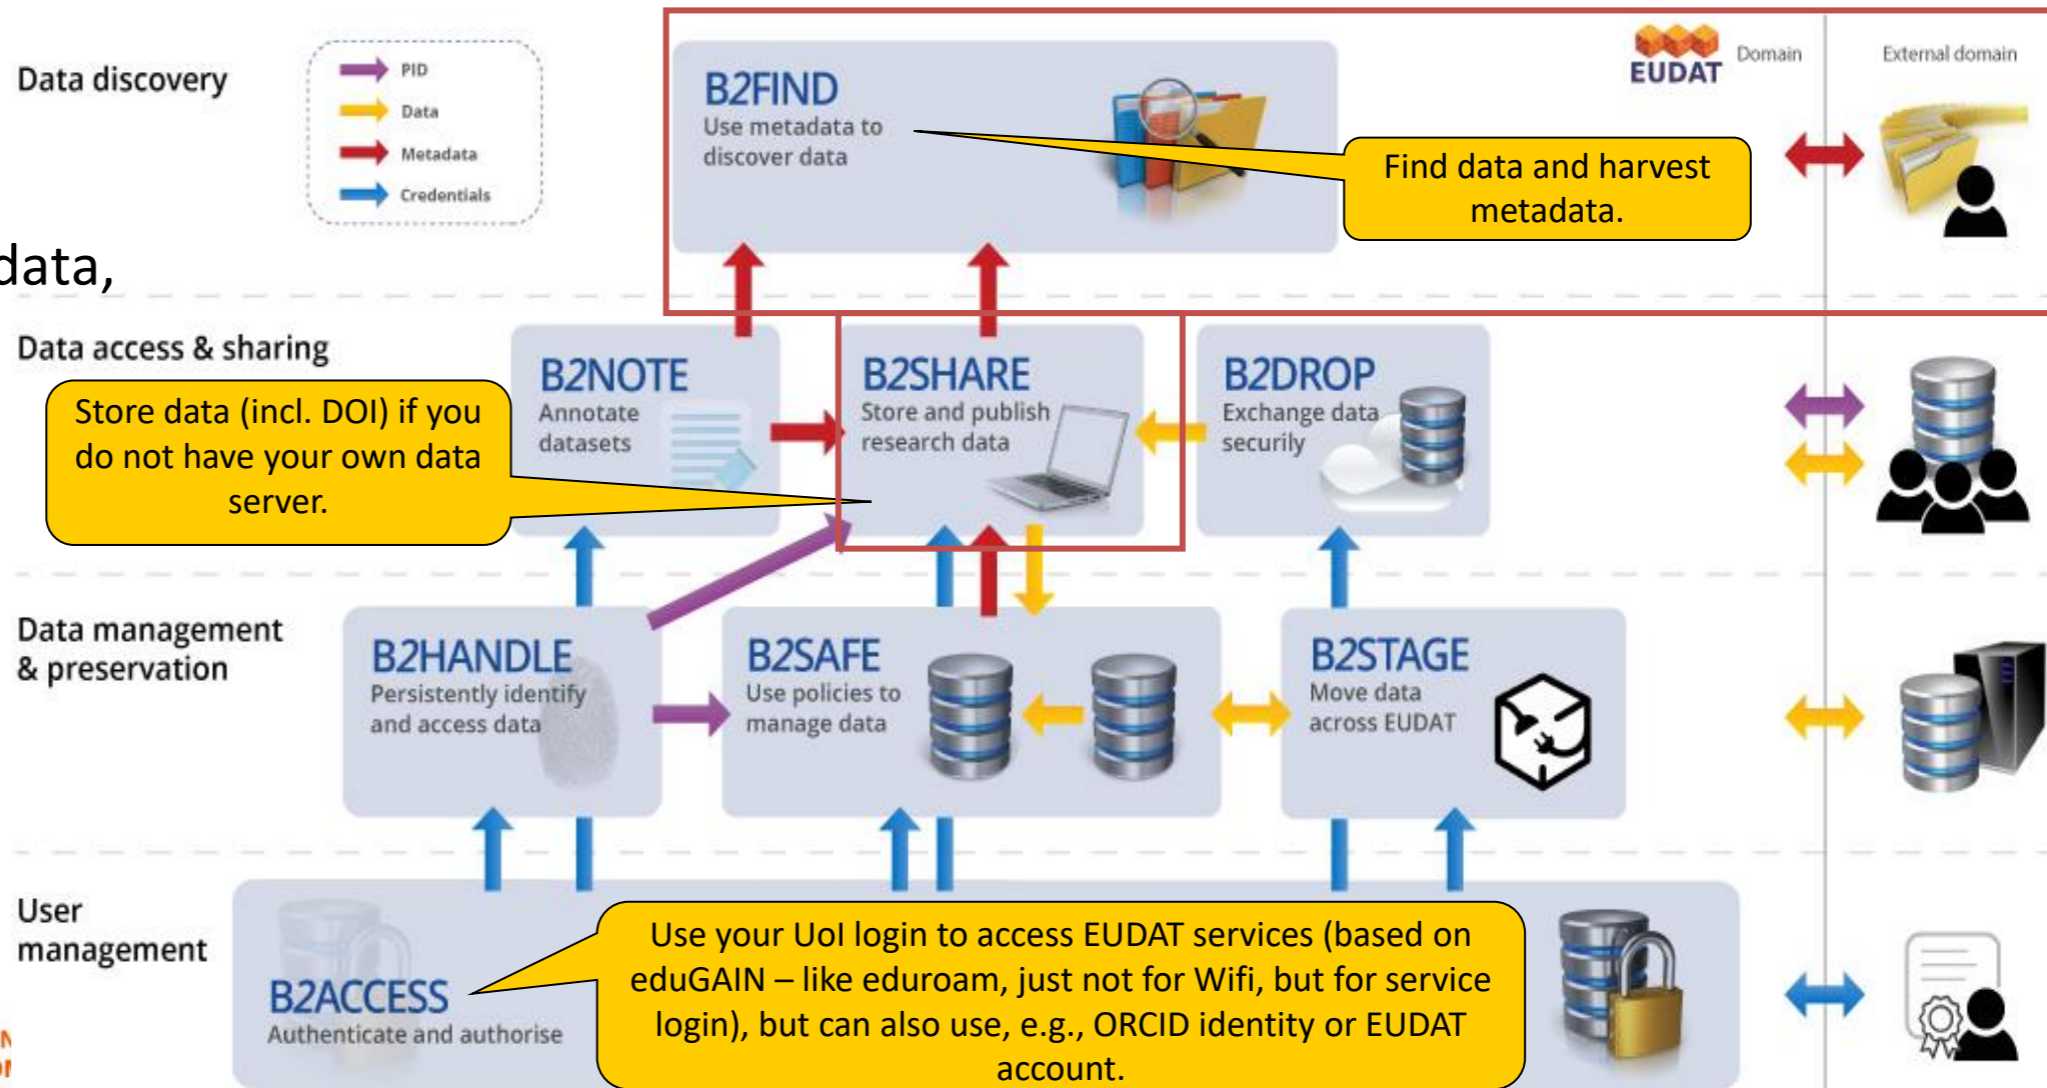 Data discovery
PID
Data
Metadata
Credentials
B2FIND
Use metadata to
discover data
EUDAT
Domain
External domain
Find data and harvest
metadata.
data,
Data access & sharing
B2NOTE
Annotate
datasets
B2SHARE
Store and publish
research data
B2DROP
Exchange data
securily
Store data (incl. DOI) if you
do not have your own data
server.
Data management
& preservation
B2HANDLE
Persistently identify
and access data
B2SAFE
Use policies to
manage data
B2STAGE
Move data
across EUDAT
User
management
B2ACCESS
Authenticate and authorise
Use your UoI login to access EUDAT services (based on
eduGAIN – like eduroam, just not for Wifi, but for service
login), but can also use, e.g., ORCID identity or EUDAT
account.